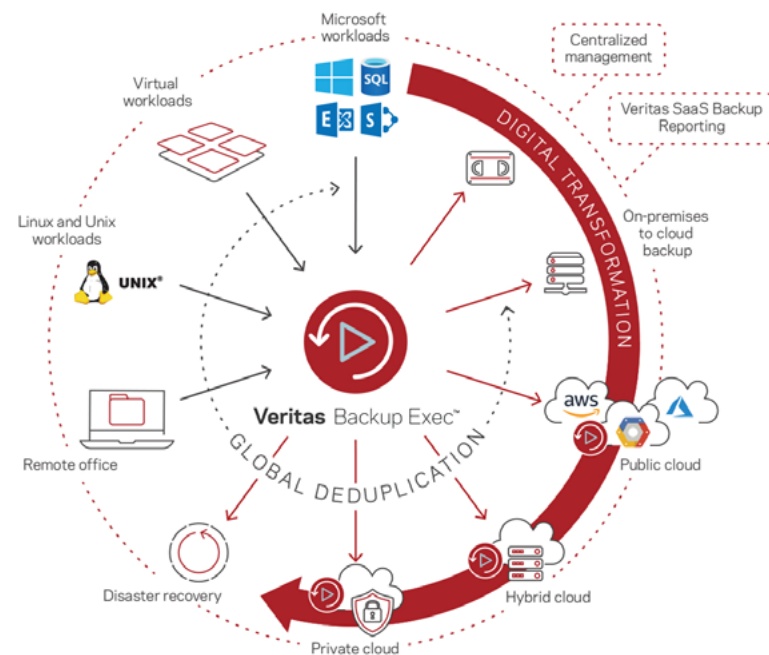 Microsoft
workloads
SQL
E
S
Centralized
management
Virtual
workloads
Veritas SaaS Backup
Reporting
DIGITAL TRANSFORMATION
Linux and Unix
workloads
UNIX®
On-premises
to cloud
backup
Veritas Backup Exec™
aws
GLOBAL DEDUPLICATION
Remote office
Public cloud
Disaster recovery
Hybrid cloud
Private cloud